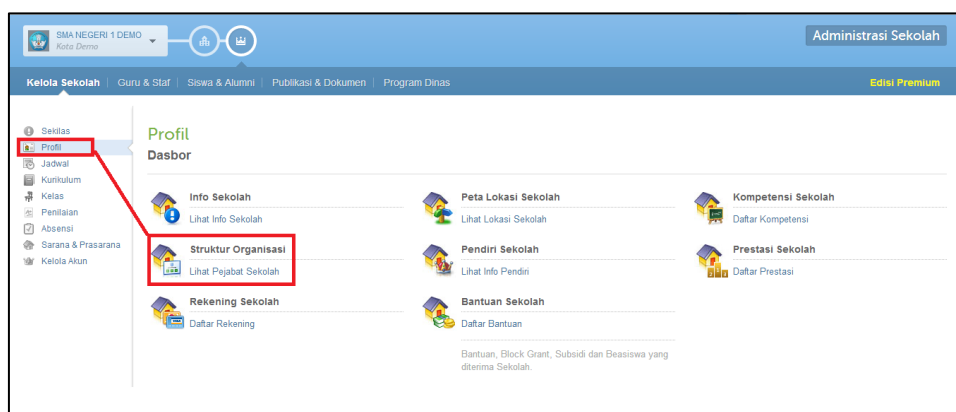 SMA NEGERI 1 DEMO
Kota Demo
Administrasi Sekolah
Kelola Sekolah
Guru & Staf
Siswa & Alumni
Publikasi & Dokumen
Program Dinas
Edisi Premium
Sekilas
Profil
Jadwal
Kurikulum
Kelas
Penilaian
Absensi
Sarana & Prasarana
Kelola Akun
Profil
Dasbor
Info Sekolah
Lihat Info Sekolah
Peta Lokasi Sekolah
Lihat Lokasi Sekolah
Kompetensi Sekolah
Daftar Kompetensi
Struktur Organisasi
Lihat Pejabat Sekolah
Pendiri Sekolah
Lihat Info Pendiri
Prestasi Sekolah
Daftar Prestasi
Rekening Sekolah
Daftar Rekening
Bantuan Sekolah
Daftar Bantuan
Bantuan, Block Grant, Subsidi dan Beasiswa yang
diterima Sekolah.